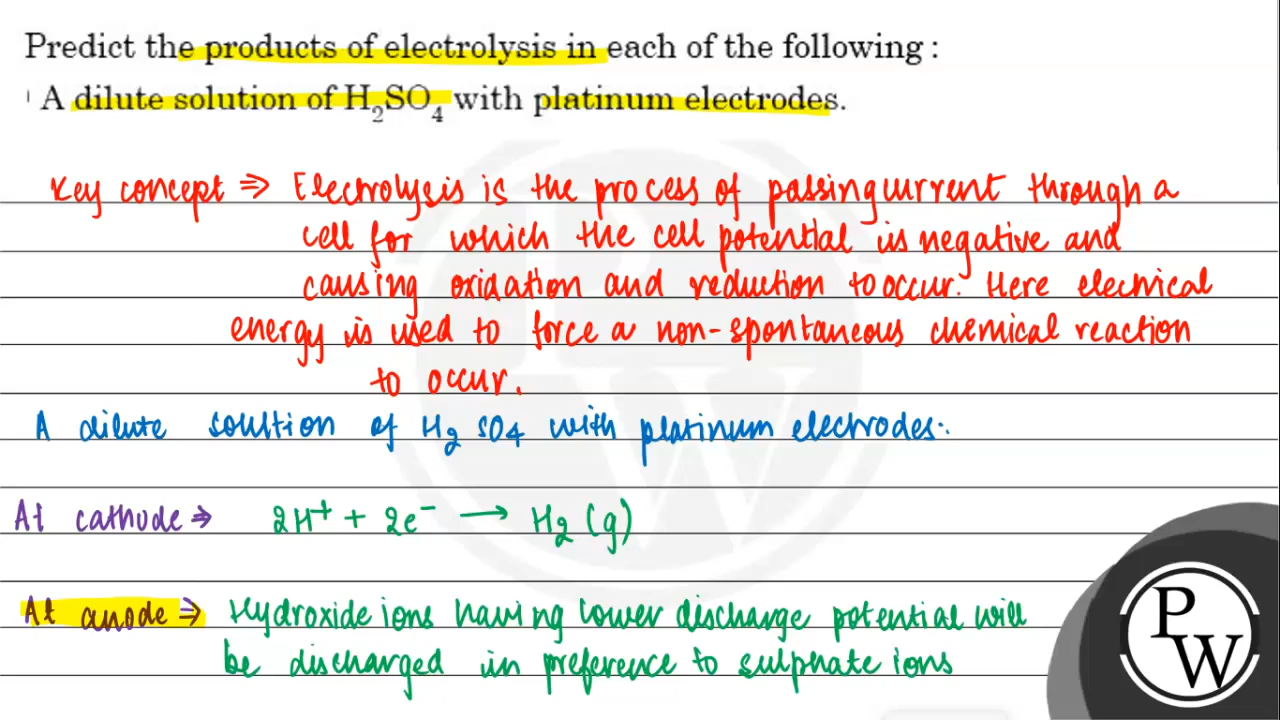 Predict the products of electrolysis in each of the following :
A dilute solution of H₂SO₄ with platinum electrodes.
Key concept ⇒ Electrolysis is the process of passing current through a
cell for which the cell potential is negative and
causing oxidation and reduction to occur. Here electrical
energy is used to force a non-spontaneous chemical reaction
to occur.
A dilute soultion of H₂SO₄ with platinum electrodes.
At cathode ⇒ 2H⁺ + 2e⁻ ⟶ H₂(g)
At anode ⇒ Hydroxide ions having lower discharge potential will
be discharged in preference to sulphate ions
PW